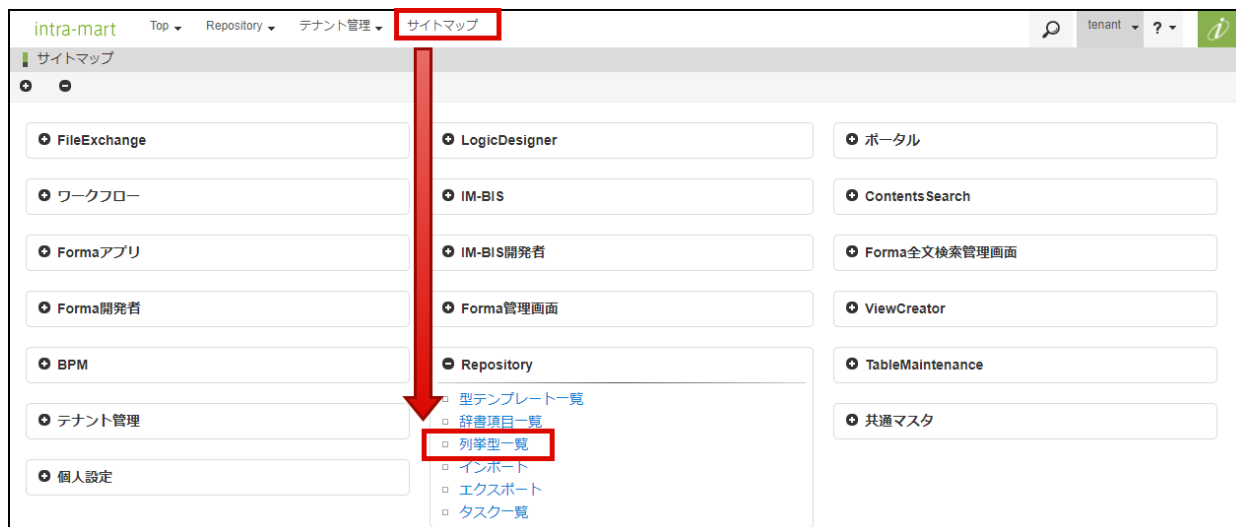 intra-mart Top Repository テナント管理 サイトマップ tenant ?
サイトマップ
FileExchange
LogicDesigner
ポータル
ワークフロー
IM-BIS
ContentsSearch
Formaアプリ
IM-BIS開発者
Forma全文検索管理画面
Forma開発者
Forma管理画面
ViewCreator
BPM
Repository
TableMaintenance
型テンプレート一覧
辞書項目一覧
列挙型一覧
インポート
エクスポート
タスク一覧
テナント管理
共通マスタ
個人設定